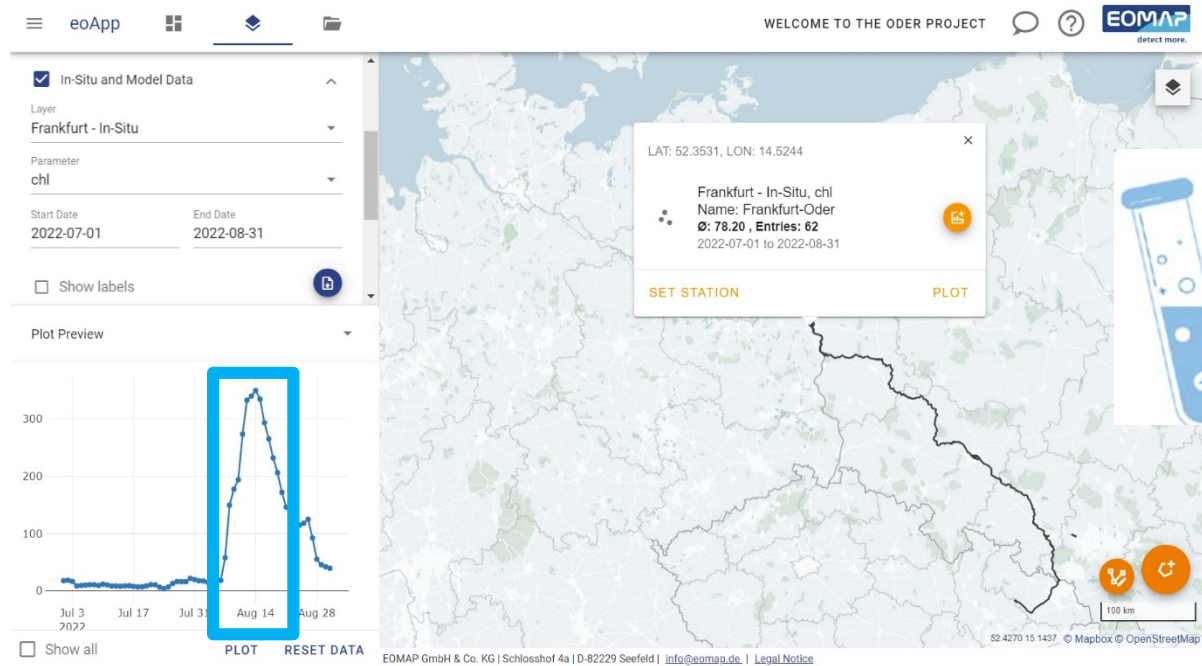 eoApp
WELCOME TO THE ODER PROJECT
EOMAP
detect more.
In-Situ and Model Data
Layer
Frankfurt - In-Situ
Parameter
chl
Start Date
End Date
2022-07-01
2022-08-31
Show labels
Plot Preview
300
200
100
0
Jul 3
2022
Jul 17
Jul 31
Aug 14
Aug 28
Show all
PLOT
RESET DATA
LAT: 52.3531, LON: 14.5244
Frankfurt - In-Situ, chl
Name: Frankfurt-Oder
Ø: 78.20 , Entries: 62
2022-07-01 to 2022-08-31
SET STATION
PLOT
100 km
52.4270 15.1437 © Mapbox © OpenStreetMap
EOMAP GmbH & Co. KG | Schlosshof 4a | D-82229 Seefeld | info@eomap.de | Legal Notice